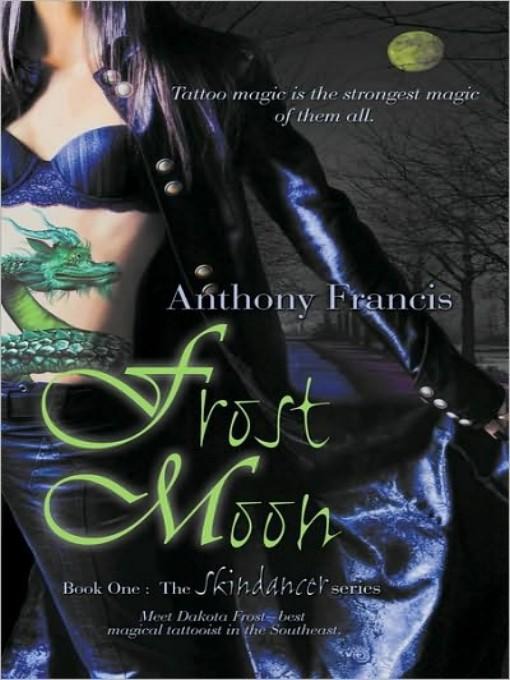 Tattoo magic is the strongest magic
of them all.
Anthony Francis
Frost
Moon
Book One : The Skindancer series
Meet Dakota Frost–best
magical tattooist in the Southeast.